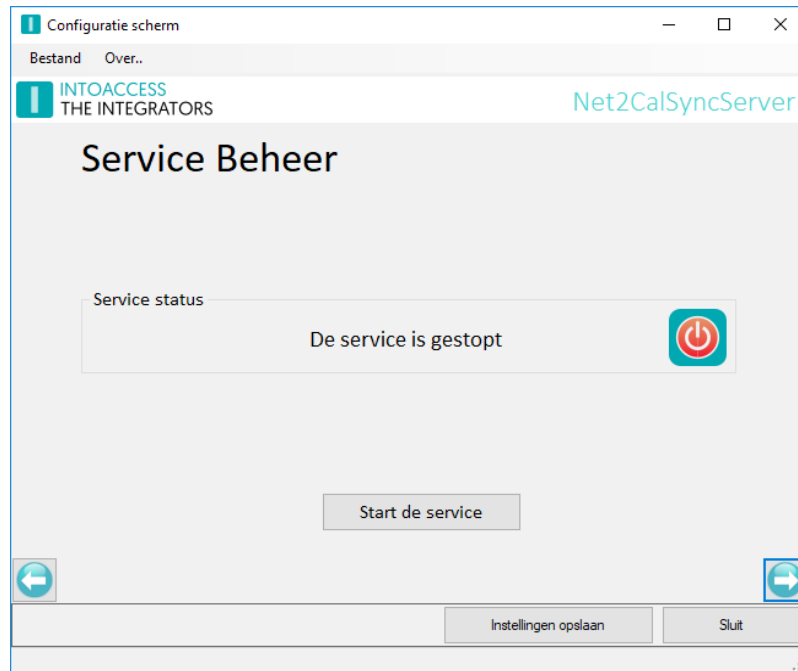 Configuratie scherm
Bestand Over..
INTOACCESS
THE INTEGRATORS
Net2CalSyncServer
Service Beheer
Service status
De service is gestopt
Start de service
Instellingen opslaan
Sluit